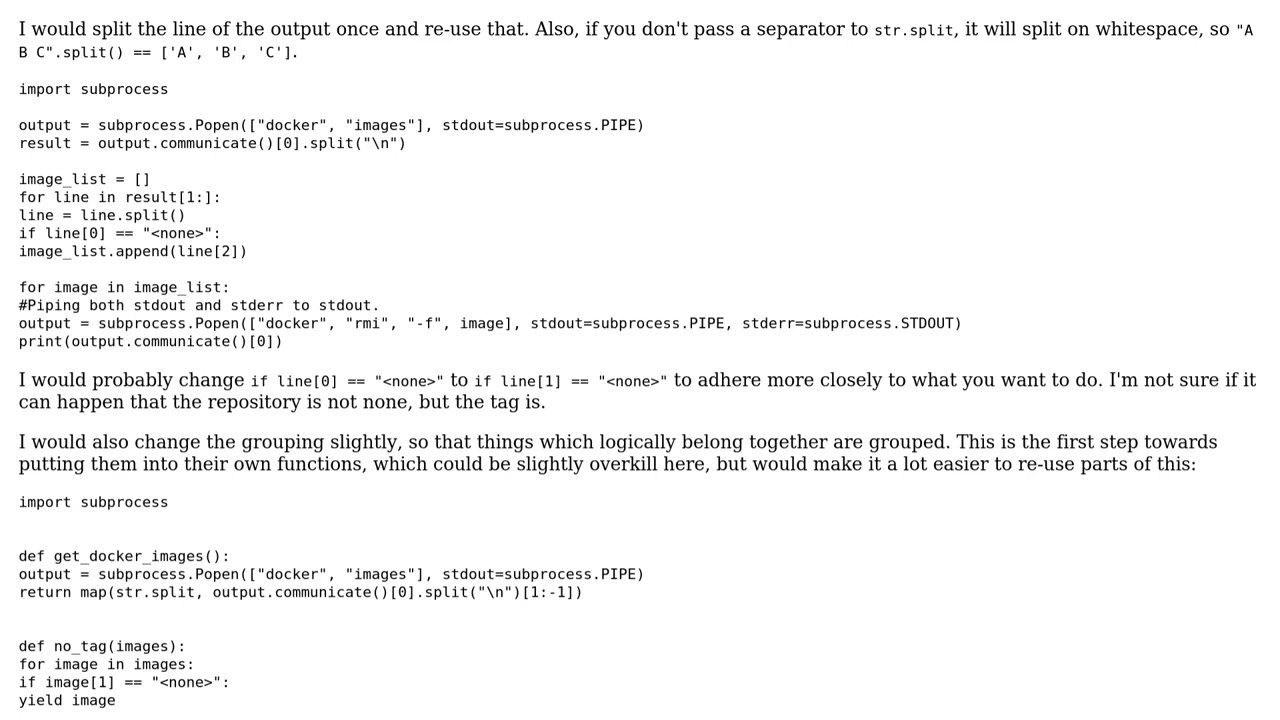 I would split the line of the output once and re-use that. Also, if you don't pass a separator to str.split, it will split on whitespace, so "A
B C".split() == ['A', 'B', 'C'].
import subprocess
output = subprocess.Popen(["docker", "images"], stdout=subprocess.PIPE)
result = output.communicate()[0].split("\n")
image_list = []
for line in result[1:]:
line = line.split()
if line[0] == "<none>":
image_list.append(line[2])
for image in image_list:
#Piping both stdout and stderr to stdout.
output = subprocess.Popen(["docker", "rmi", "-f", image], stdout=subprocess.PIPE, stderr=subprocess.STDOUT)
print(output.communicate()[0])
I would probably change if line[0] == "<none>" to if line[1] == "<none>" to adhere more closely to what you want to do. I'm not sure if it
can happen that the repository is not none, but the tag is.
I would also change the grouping slightly, so that things which logically belong together are grouped. This is the first step towards
putting them into their own functions, which could be slightly overkill here, but would make it a lot easier to re-use parts of this:
import subprocess
def get_docker_images():
output = subprocess.Popen(["docker", "images"], stdout=subprocess.PIPE)
return map(str.split, output.communicate()[0].split("\n")[1:-1])
def no_tag(images):
for image in images:
if image[1] == "<none>":
yield image